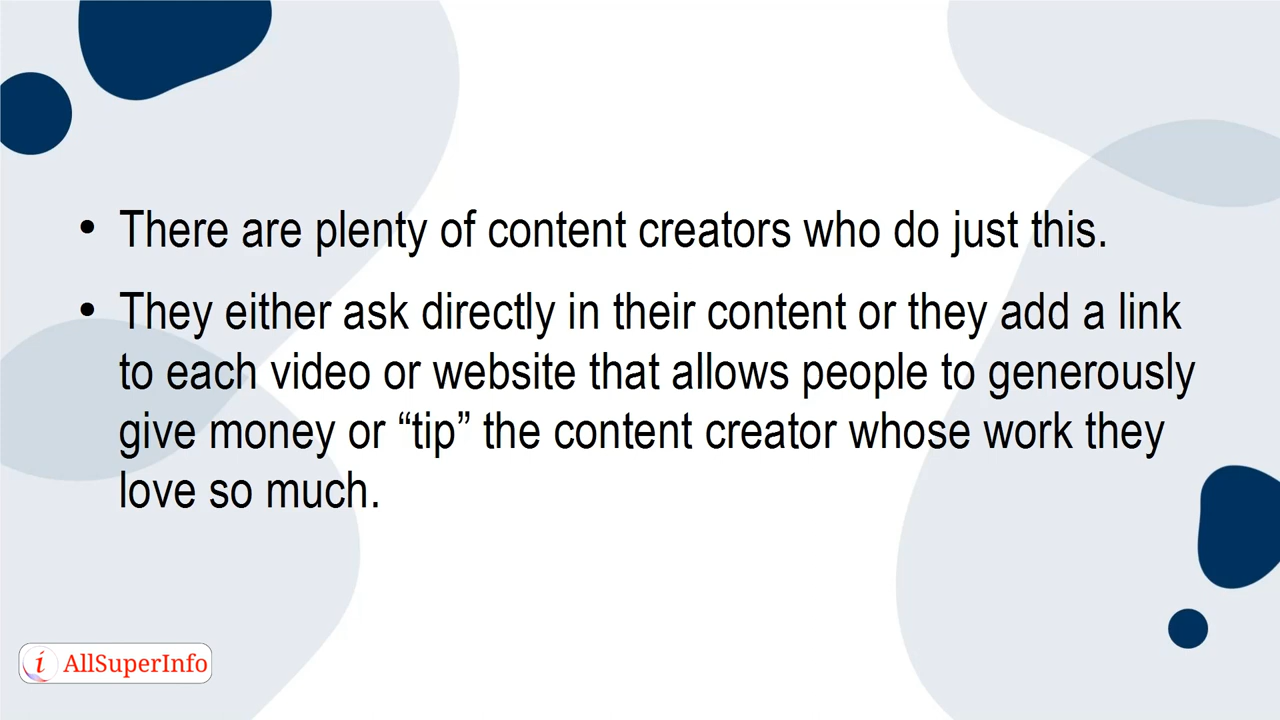 • There are plenty of content creators who do just this.
• They either ask directly in their content or they add a link
to each video or website that allows people to generously
give money or “tip” the content creator whose work they
love so much.
i AllSuperInfo